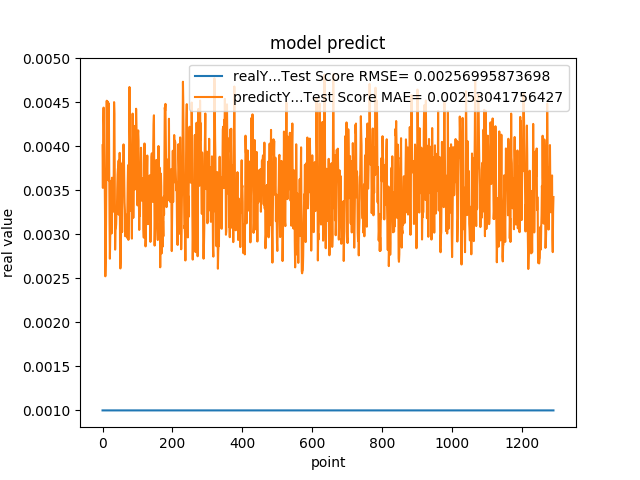 model predict
realY...Test Score RMSE= 0.00256995873698
predictY...Test Score MAE= 0.00253041756427
real value
0.0050
0.0045
0.0040
0.0035
0.0030
0.0025
0.0020
0.0015
0.0010
0 200 400 600 800 1000 1200
point